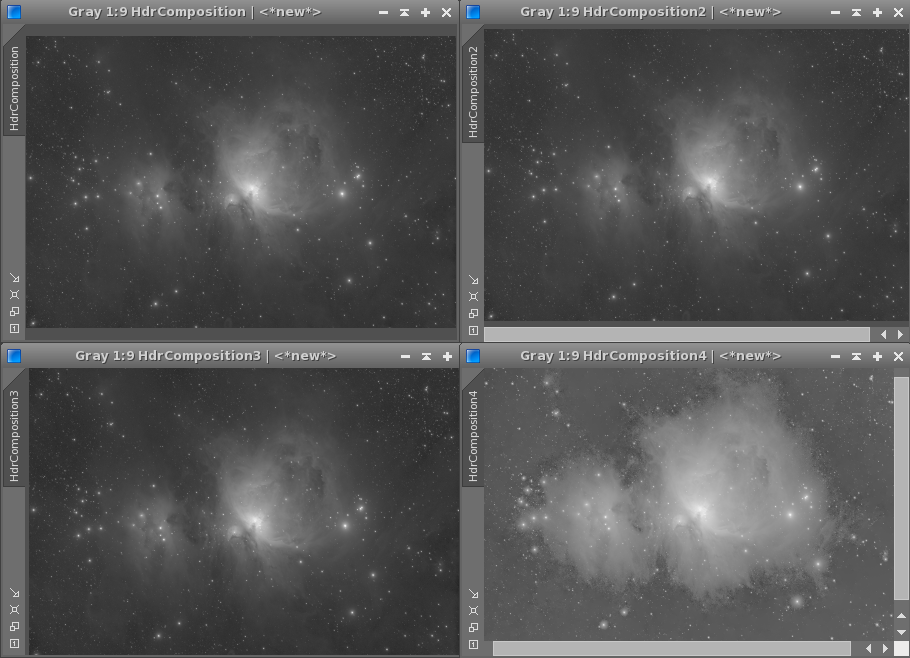 Gray 1:9 HdrComposition | <*new*>
HdrComposition
Gray 1:9 HdrComposition2 | <*new*>
HdrComposition2
Gray 1:9 HdrComposition3 | <*new*>
HdrComposition3
Gray 1:9 HdrComposition4 | <*new*>
HdrComposition4